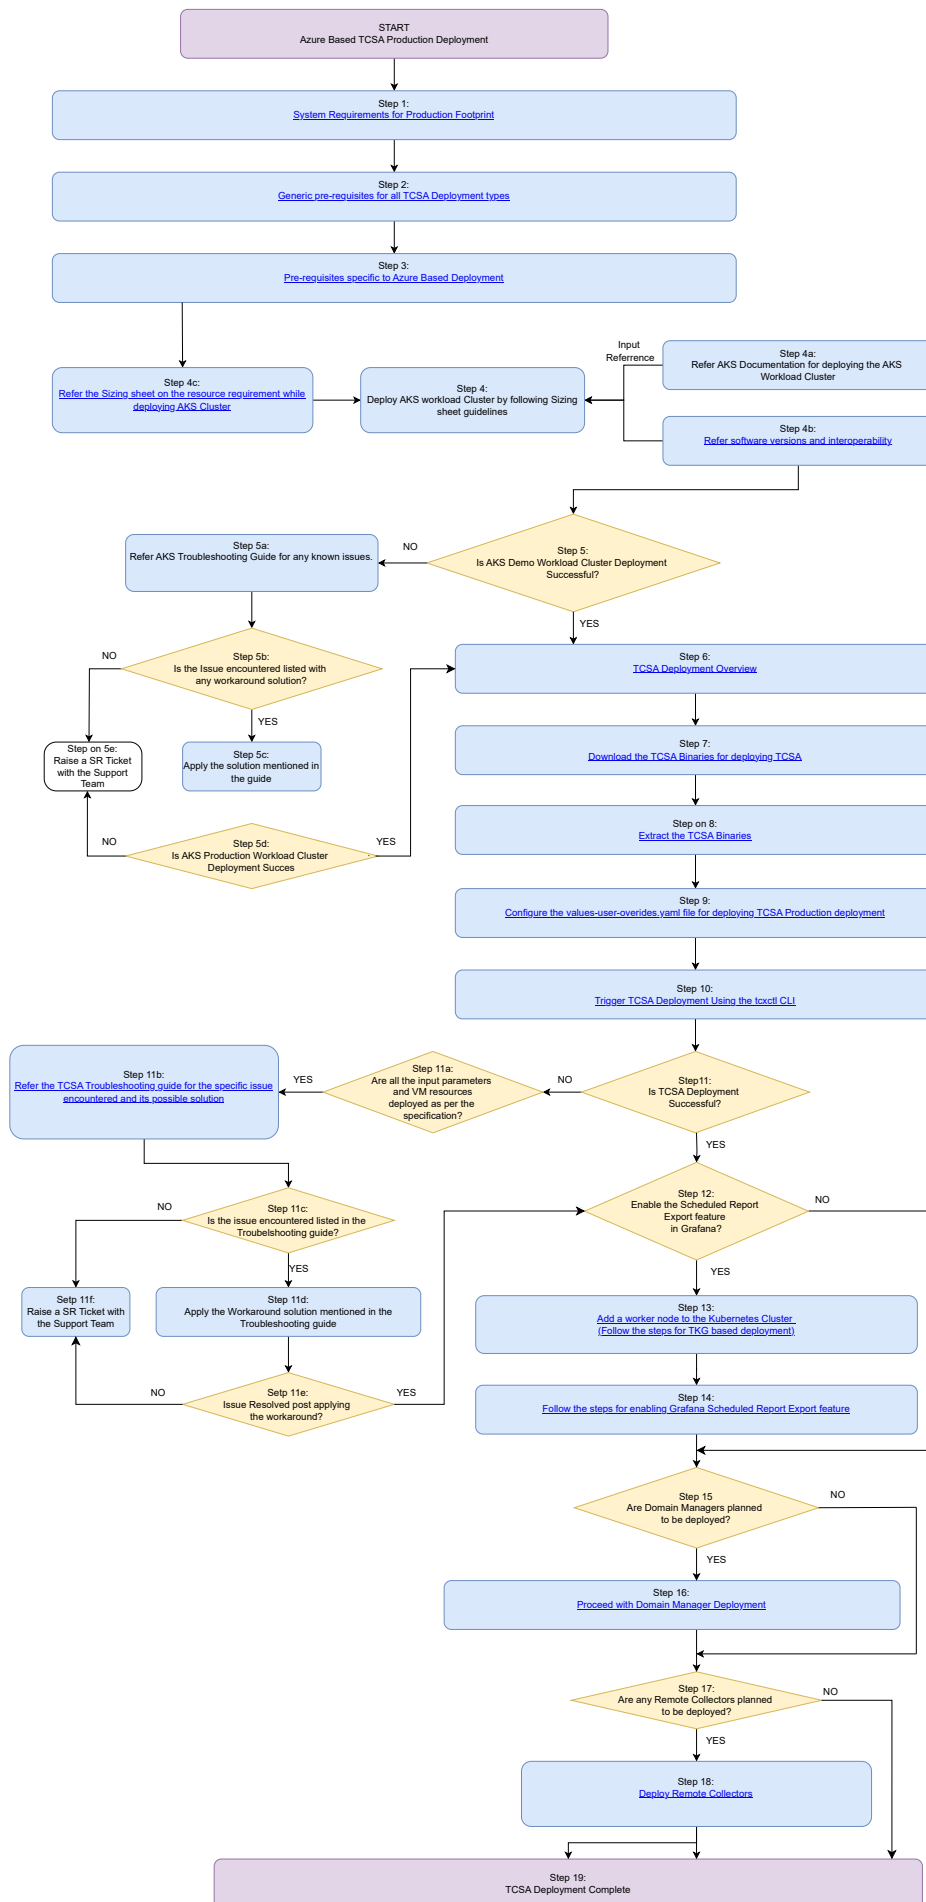 START
Azure Based TCSA Production Deployment
Step 1:
System Requirements for Production Footprint
Step 2:
Generic pre-requisites for all TCSA Deployment types
Step 3:
Pre-requisites specific to Azure Based Deployment
Step 4c:
Refer the Sizing sheet on the resource requirement while
deploying AKS Cluster
Step 4:
Deploy AKS workload Cluster by following Sizing
sheet guidelines
Input
Referrence
Step 4a:
Refer AKS Documentation for deploying the AKS
Workload Cluster
Step 4b:
Refer software versions and interoperability
Step 5:
Is AKS Demo Workload Cluster Deployment
Successful?
NO
YES
Step 5a:
Refer AKS Troubleshooting Guide for any known issues.
Step 5b:
Is the Issue encountered listed with
any workaround solution?
NO
YES
Step on 5e:
Raise a SR Ticket
with the Support
Team
Step 5c:
Apply the solution mentioned in
the guide
Step 5d:
Is AKS Production Workload Cluster
Deployment Succes
NO
YES
Step 6:
TCSA Deployment Overview
Step 7:
Download the TCSA Binaries for deploying TCSA
Step on 8:
Extract the TCSA Binaries
Step 9:
Configure the values-user-overides.yaml file for deploying TCSA Production deployment
Step 10:
Trigger TCSA Deployment Using the tcxctl CLI
Step11:
Is TCSA Deployment
Successful?
NO
YES
Step 11a:
Are all the input parameters
and VM resources
deployed as per the
specification?
YES
Step 11b:
Refer the TCSA Troubleshooting guide for the specific issue
encountered and its possible solution
Step 11c:
Is the issue encountered listed in the
Troubelshooting guide?
NO
YES
Setp 11f:
Raise a SR Ticket with
the Support Team
Step 11d:
Apply the Workaround solution mentioned in the
Troubleshooting guide
Setp 11e:
Issue Resolved post applying
the workaround?
NO
YES
Step 12:
Enable the Scheduled Report
Export feature
in Grafana?
NO
YES
Step 13:
Add a worker node to the Kubernetes Cluster
(Follow the steps for TKG based deployment)
Step 14:
Follow the steps for enabling Grafana Scheduled Report Export feature
Step 15
Are Domain Managers planned
to be deployed?
NO
YES
Step 16:
Proceed with Domain Manager Deployment
Step 17:
Are any Remote Collectors planned
to be deployed?
NO
YES
Step 18:
Deploy Remote Collectors
Step 19:
TCSA Deployment Complete